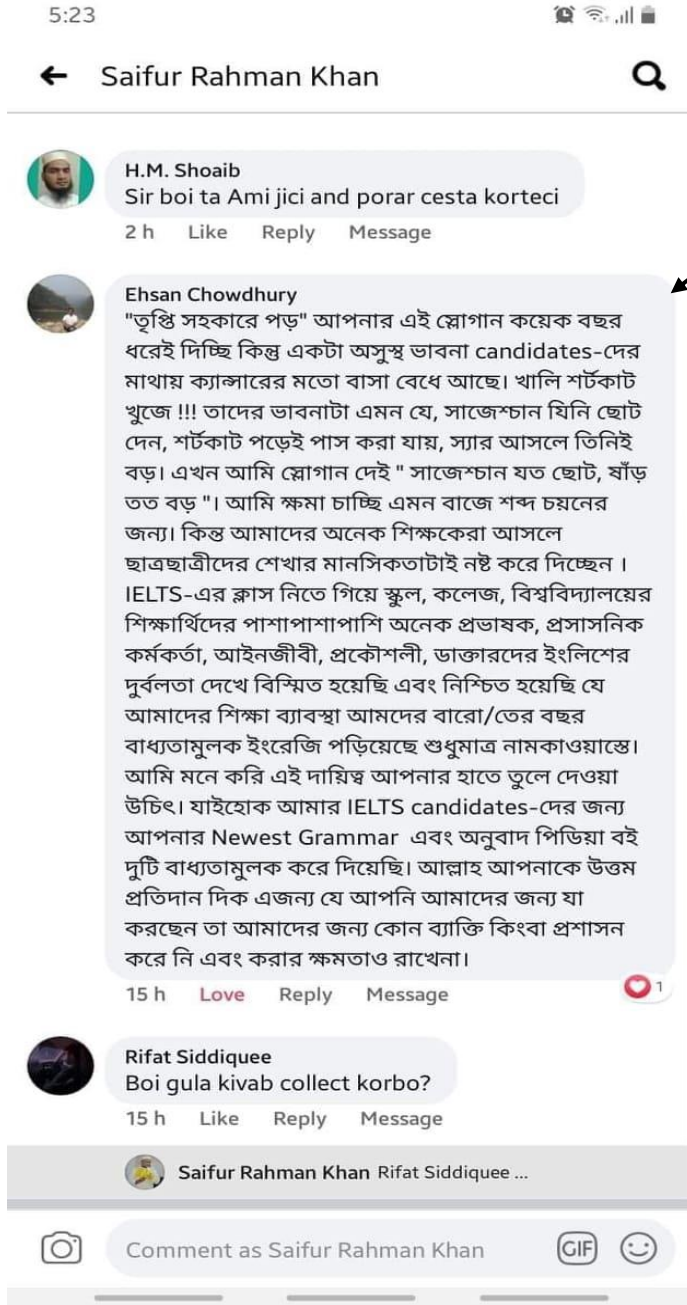 5:23
Saifur Rahman Khan
H.M. Shoaib
Sir boi ta Ami jici and porar cesta korteci
2 h Like Reply Message
Ehsan Chowdhury
"তৃপ্তি সহকারে পড়" আপনার এই স্লোগান কয়েক বছর
ধরেই দিচ্ছি কিন্তু একটা অসুস্থ ভাবনা candidates-দের
মাথায় ক্যান্সারের মতো বাসা বেধে আছে। খালি শর্টকাট
খুজে !!! তাদের ভাবনাটা এমন যে, সাজেশ্চান যিনি ছোট
দেন, শর্টকাট পড়েই পাস করা যায়, স্যার আসলে তিনিই
বড়। এখন আমি স্লোগান দেই " সাজেশ্চান যত ছোট, ষাঁড়
তত বড় "। আমি ক্ষমা চাচ্ছি এমন বাজে শব্দ চয়নের
জন্য। কিন্ত আমাদের অনেক শিক্ষকেরা আসলে
ছাত্রছাত্রীদের শেখার মানসিকতাটাই নষ্ট করে দিচ্ছেন ।
IELTS-এর ক্লাস নিতে গিয়ে স্কুল, কলেজ, বিশ্ববিদ্যালয়ের
শিক্ষার্থিদের পাশাপাশাপাশি অনেক প্রভাষক, প্রসাসনিক
কর্মকর্তা, আইনজীবী, প্রকৌশলী, ডাক্তারদের ইংলিশের
দুর্বলতা দেখে বিস্মিত হয়েছি এবং নিশ্চিত হয়েছি যে
আমাদের শিক্ষা ব্যাবস্থা আমদের বারো/তের বছর
বাধ্যতামুলক ইংরেজি পড়িয়েছে শুধুমাত্র নামকাওয়াস্তে।
আমি মনে করি এই দায়িত্ব আপনার হাতে তুলে দেওয়া
উচিৎ। যাইহোক আমার IELTS candidates-দের জন্য
আপনার Newest Grammar এবং অনুবাদ পিডিয়া বই
দুটি বাধ্যতামুলক করে দিয়েছি। আল্লাহ আপনাকে উত্তম
প্রতিদান দিক এজন্য যে আপনি আমাদের জন্য যা
করছেন তা আমাদের জন্য কোন ব্যাক্তি কিংবা প্রশাসন
করে নি এবং করার ক্ষমতাও রাখেনা।
15 h Love Reply Message 1
Rifat Siddiquee
Boi gula kivab collect korbo?
15 h Like Reply Message
Saifur Rahman Khan Rifat Siddiquee ...
Comment as Saifur Rahman Khan GIF